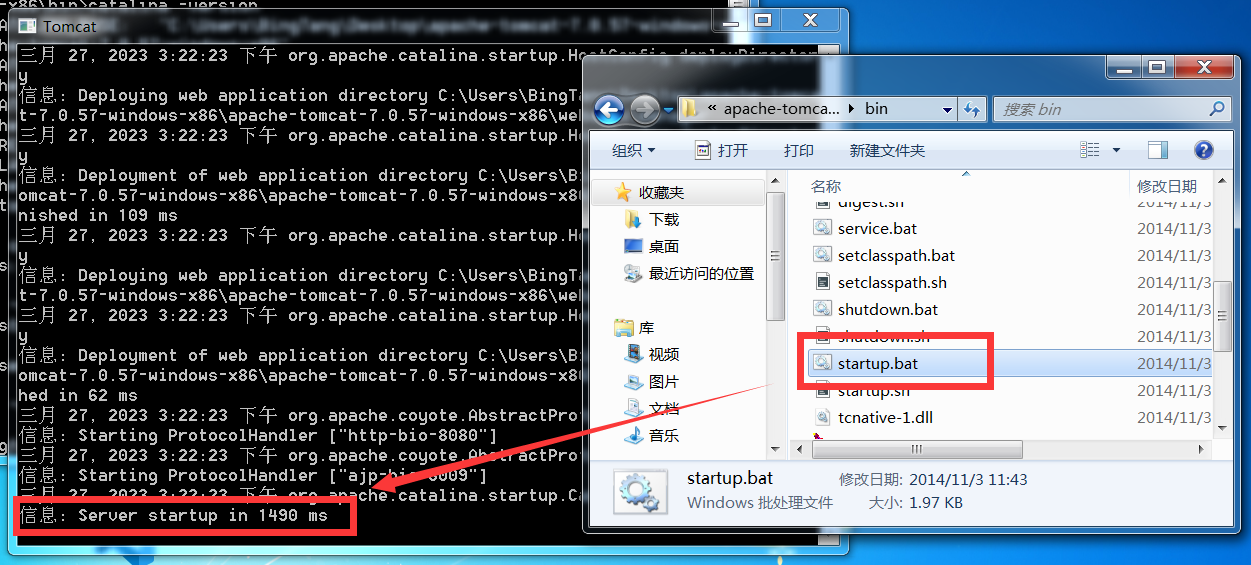 x86\bin>catalina -version
Tomcat
三月 27, 2023 3:22:23 下午 org.apache.catalina.startup.HostConfig deployDirectory
信息: Deploying web application directory C:\Users\BingTa
t-7.0.57-windows-x86\apache-tomcat-7.0.57-windows-x86\web
三月 27, 2023 3:22:23 下午 org.apache.catalina.startup.Ho
y
信息: Deployment of web application directory C:\Users\Bi
omcat-7.0.57-windows-x86\apache-tomcat-7.0.57-windows-x86
nished in 109 ms
三月 27, 2023 3:22:23 下午 org.apache.catalina.startup.Ho
y
信息: Deploying web application directory C:\Users\BingTa
t-7.0.57-windows-x86\apache-tomcat-7.0.57-windows-x86\web
三月 27, 2023 3:22:23 下午 org.apache.catalina.startup.Ho
y
信息: Deployment of web application directory C:\Users\Bi
omcat-7.0.57-windows-x86\apache-tomcat-7.0.57-windows-x86
hed in 62 ms
三月 27, 2023 3:22:23 下午 org.apache.coyote.AbstractPro
信息: Starting ProtocolHandler ["http-bio-8080"]
三月 27, 2023 3:22:23 下午 org.apache.coyote.AbstractPro
信息: Starting ProtocolHandler ["ajp-bio-8009"]
三月 27, 2023 3:22:23 下午 org.apache.catalina.startup.Ca
信息: Server startup in 1490 ms
« apache-tomca... ▸ bin
搜索 bin
组织 打开 打印 新建文件夹
收藏夹
下载
桌面
最近访问的位置
库
视频
图片
文档
音乐
名称 修改日期
digest.sh 2014/11/3
service.bat 2014/11/3
setclasspath.bat 2014/11/3
setclasspath.sh 2014/11/3
shutdown.bat 2014/11/3
shutdown.sh 2014/11/3
startup.bat 2014/11/3
startup.sh 2014/11/3
tcnative-1.dll 2014/11/3
startup.bat 修改日期: 2014/11/3 11:43
Windows 批处理文件 大小: 1.97 KB